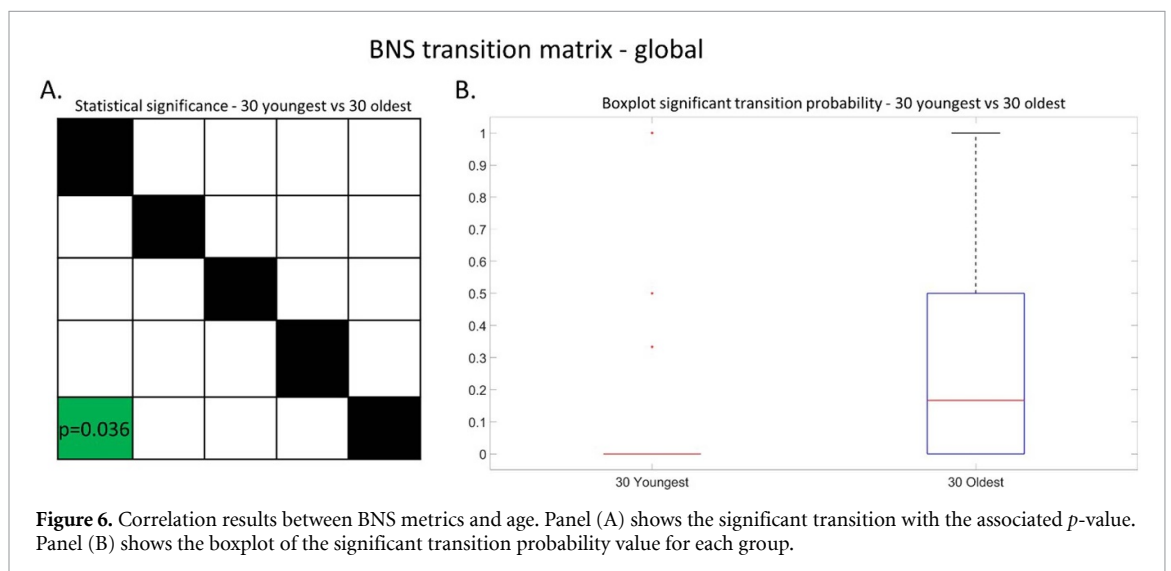 BNS transition matrix - global
A.
Statistical significance - 30 youngest vs 30 oldest
p=0.036
B.
Boxplot significant transition probability - 30 youngest vs 30 oldest
1
0.9
0.8
0.7
0.6
0.5
0.4
0.3
0.2
0.1
0
30 Youngest
30 Oldest
Figure 6. Correlation results between BNS metrics and age. Panel (A) shows the significant transition with the associated p-value.
Panel (B) shows the boxplot of the significant transition probability value for each group.